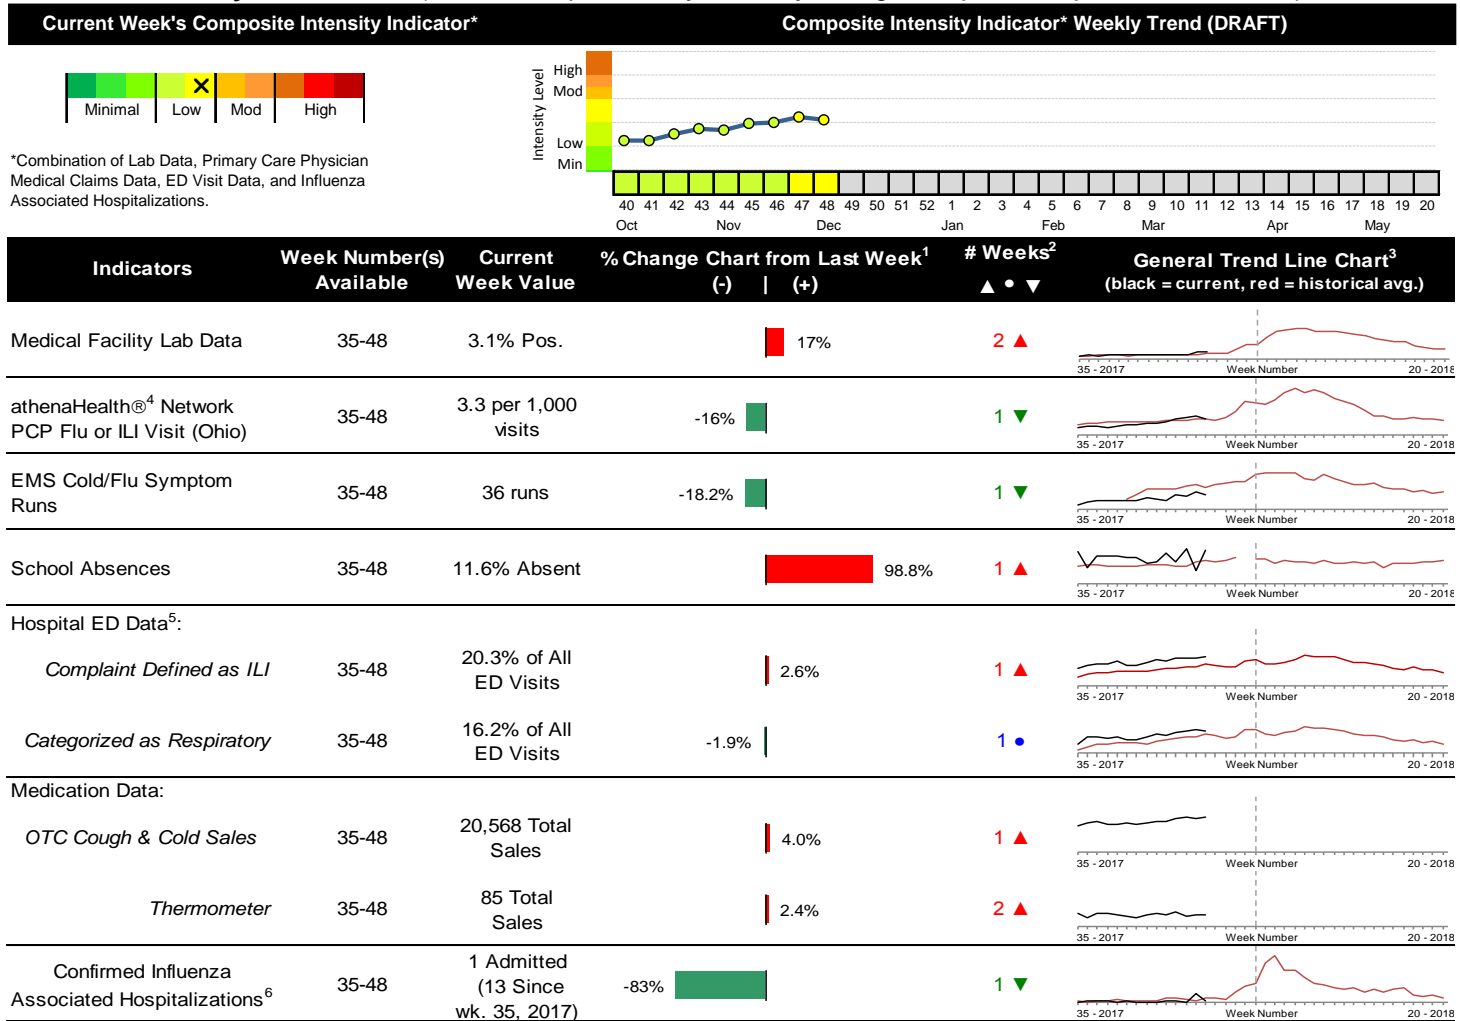 Current Week's Composite Intensity Indicator*
Composite Intensity Indicator* Weekly Trend (DRAFT)
Minimal Low Mod High
*Combination of Lab Data, Primary Care Physician
Medical Claims Data, ED Visit Data, and Influenza
Associated Hospitalizations.
Intensity Level
High
Mod
Low
Min
40 41 42 43 44 45 46 47 48 49 50 51 52 1 2 3 4 5 6 7 8 9 10 11 12 13 14 15 16 17 18 19 20
Oct Nov Dec Jan Feb Mar Apr May
Indicators
Week Number(s)
Available
Current
Week Value
% Change Chart from Last Week1
(-) | (+)
# Weeks2
▲ • ▼
General Trend Line Chart3
(black = current, red = historical avg.)
Medical Facility Lab Data 35-48 3.1% Pos. 17% 2 ▲
35 - 2017 Week Number 20 - 2018
athenaHealth®4 Network
PCP Flu or ILI Visit (Ohio)
35-48
3.3 per 1,000
visits
-16% 1 ▼
35 - 2017 Week Number 20 - 2018
EMS Cold/Flu Symptom
Runs
35-48 36 runs -18.2% 1 ▼
35 - 2017 Week Number 20 - 2018
School Absences 35-48 11.6% Absent 98.8% 1 ▲
35 - 2017 Week Number 20 - 2018
Hospital ED Data5:
Complaint Defined as ILI 35-48
20.3% of All
ED Visits
2.6% 1 ▲
35 - 2017 Week Number 20 - 2018
Categorized as Respiratory 35-48
16.2% of All
ED Visits
-1.9% 1 •
35 - 2017 Week Number 20 - 2018
Medication Data:
OTC Cough & Cold Sales 35-48
20,568 Total
Sales
4.0% 1 ▲
35 - 2017 Week Number 20 - 2018
Thermometer 35-48
85 Total
Sales
2.4% 2 ▲
35 - 2017 Week Number 20 - 2018
Confirmed Influenza
Associated Hospitalizations6
35-48
1 Admitted
(13 Since
wk. 35, 2017)
-83% 1 ▼
35 - 2017 Week Number 20 - 2018